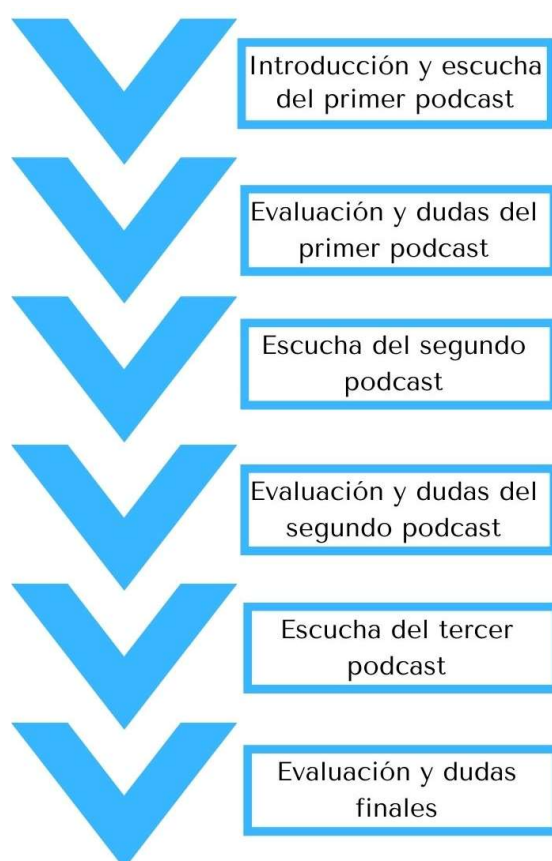 Introducción y escucha
del primer podcast
Evaluación y dudas del
primer podcast
Escucha del segundo
podcast
Evaluación y dudas del
segundo podcast
Escucha del tercer
podcast
Evaluación y dudas
finales